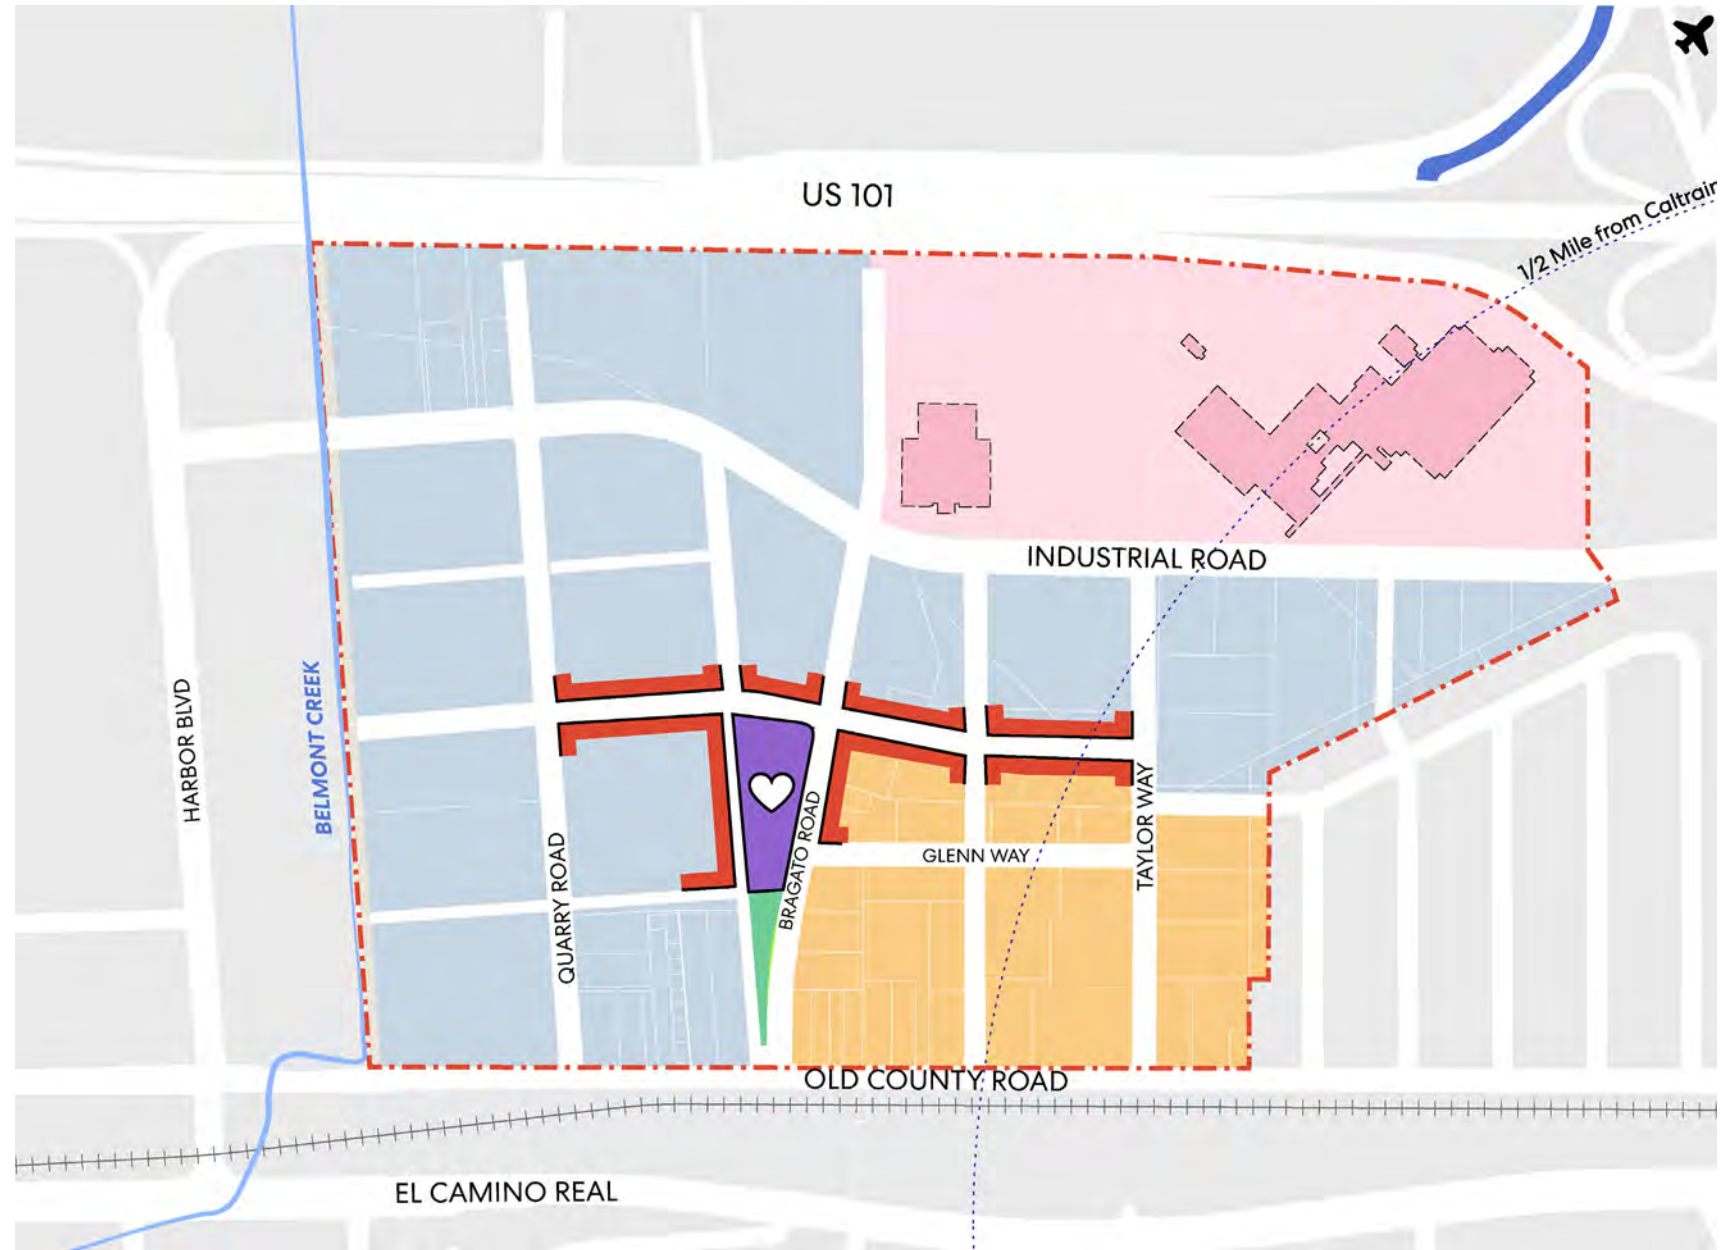 US 101
1/2 Mile from Caltrain
INDUSTRIAL ROAD
HARBOR BLVD
BELMONT CREEK
QUARRY ROAD
BRAGATO ROAD
GLENN WAY
TAYLOR WAY
OLD COUNTY ROAD
EL CAMINO REAL